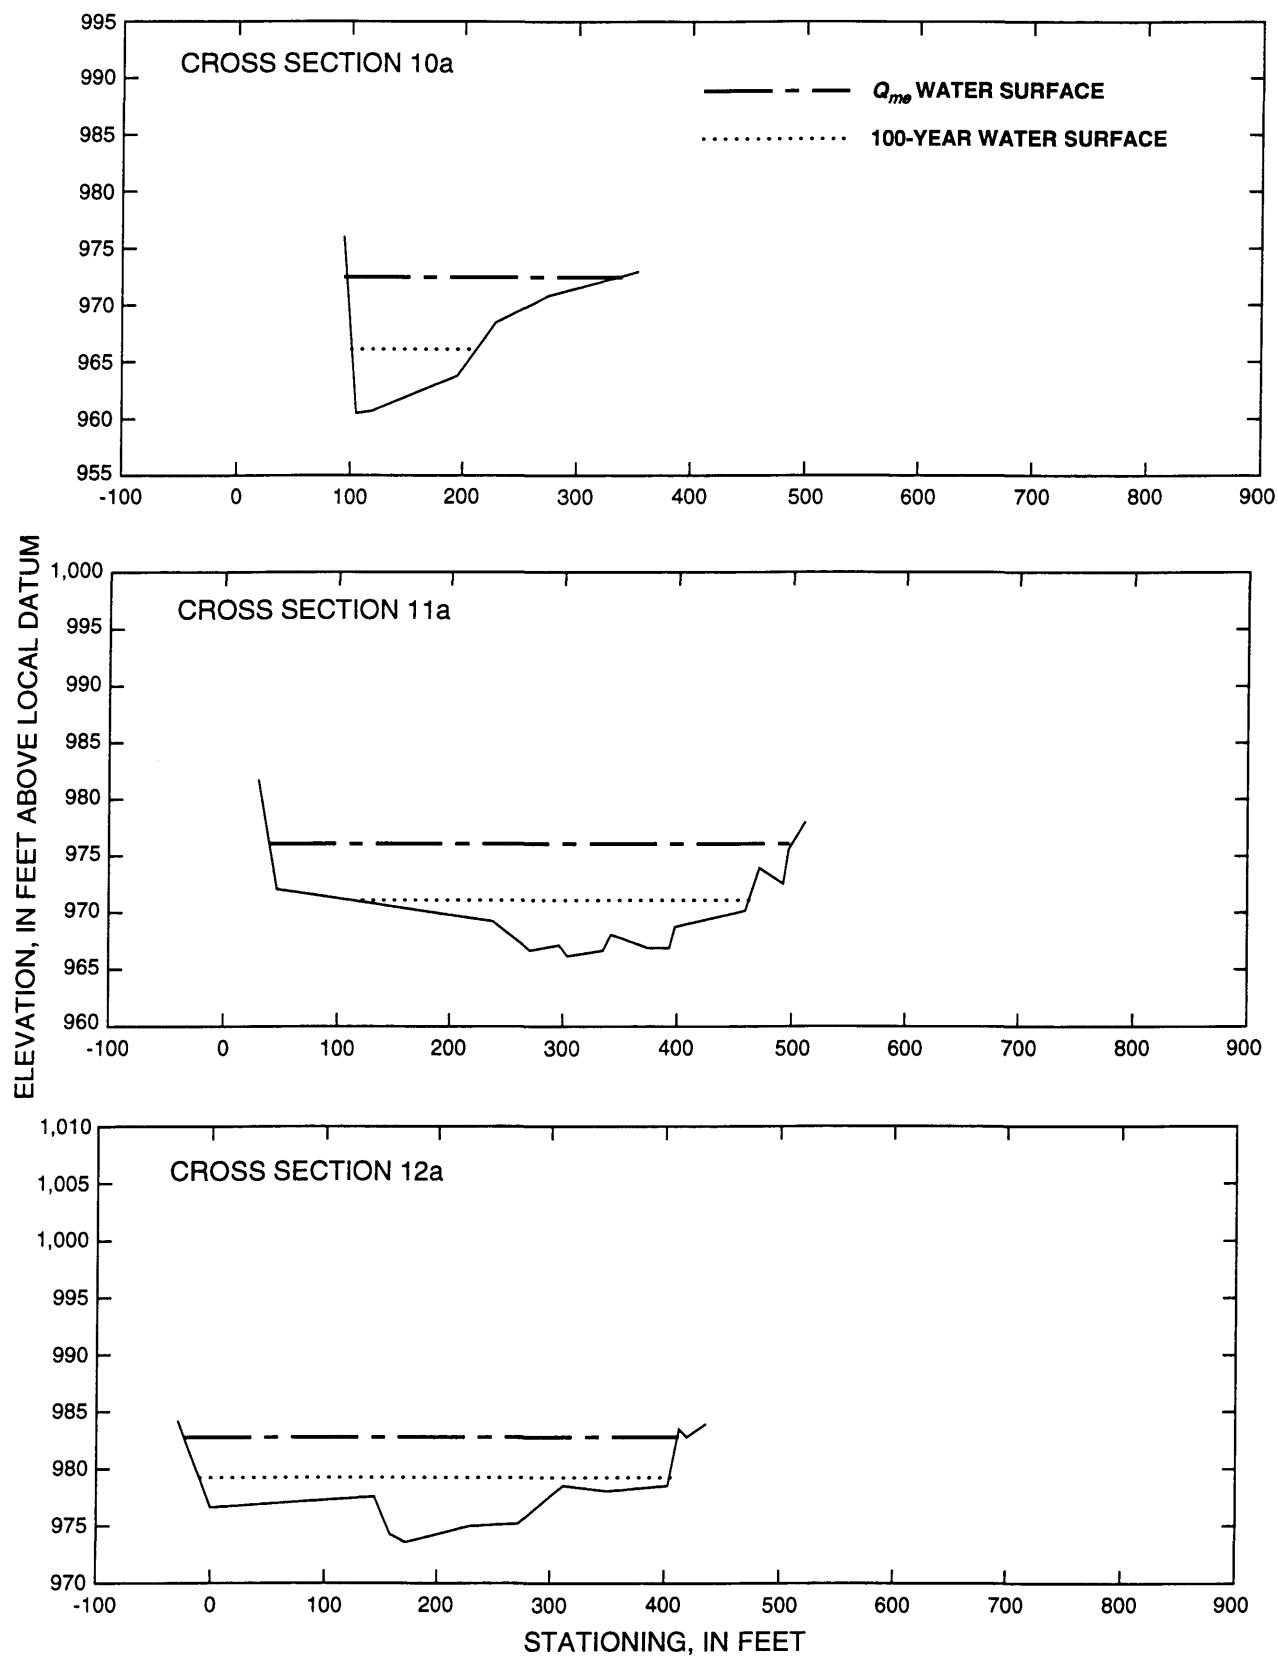 995
CROSS SECTION 10a
990
Qme WATER SURFACE
985
100-YEAR WATER SURFACE
980
975
970
965
960
955
-100 0 100 200 300 400 500 600 700 800 900
ELEVATION, IN FEET ABOVE LOCAL DATUM
1,000
CROSS SECTION 11a
995
990
985
980
975
970
965
960
-100 0 100 200 300 400 500 600 700 800 900
1,010
CROSS SECTION 12a
1,005
1,000
995
990
985
980
975
970
-100 0 100 200 300 400 500 600 700 800 900
STATIONING, IN FEET